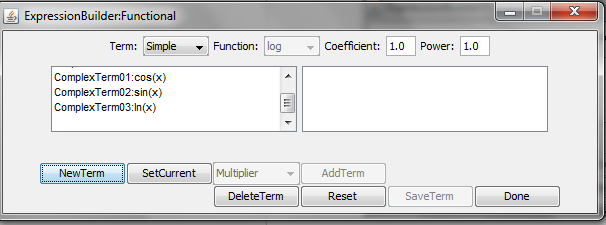 ExpressionBuilder:Functional
Term: Simple Function: log Coefficient: 1.0 Power: 1.0
ComplexTerm01:cos(x)
ComplexTerm02:sin(x)
ComplexTerm03:ln(x)
NewTerm SetCurrent Multiplier AddTerm
DeleteTerm Reset SaveTerm Done